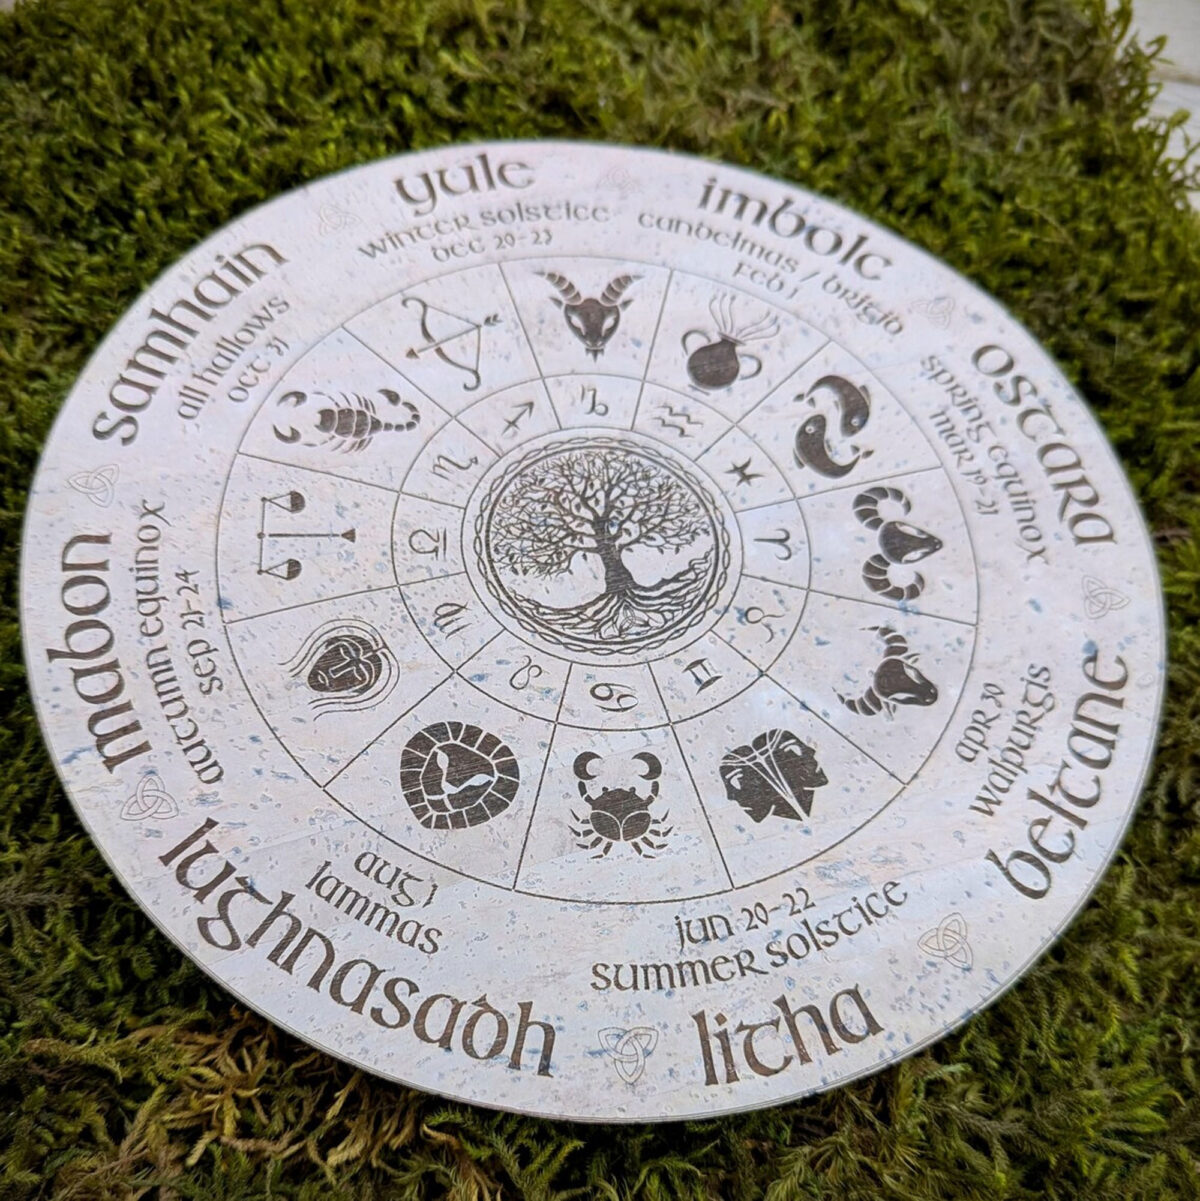 yule
winter solstice
dec 20-23
imbolc
candelmas / brigid
feb 1
ostara
spring equinox
mar 19-21
beltane
walpurgis
apr 30
litha
summer solstice
jun 20-22
lughnasadh
lammas
aug 1
mabon
autumn equinox
sep 21-24
samhain
all hallows
oct 31
♑
♒
♓
♈
♉
♊
♋
♌
♍
♎
♏
♐